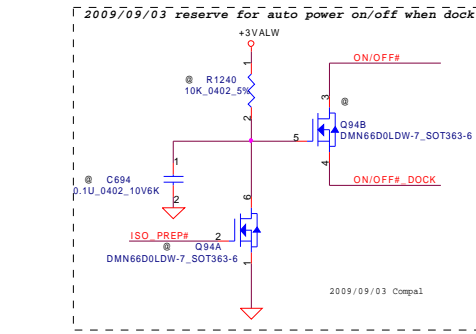 2009/09/03 reserve for auto power on/off when dock
+3VALW
ON/OFF#
1
@ R1240
10K_0402_5%
3
@
2
Q94B
5
DMN66D0LDW-7_SOT363-6
1
4
@ C694
0.1U_0402_10V6K
ON/OFF#_DOCK
2
6
ISO_PREP# 2
@ Q94A
DMN66D0LDW-7_SOT363-6
1
2009/09/03 Compal